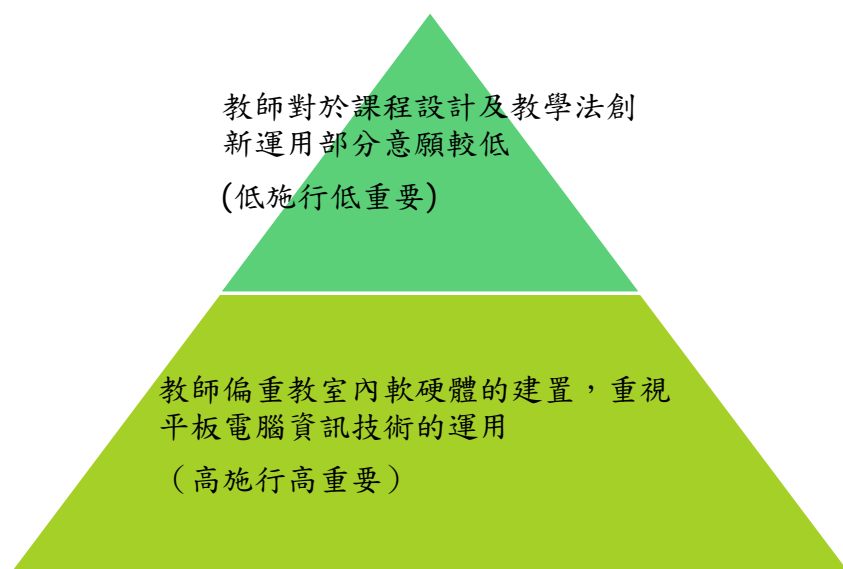 教師對於課程設計及教學法創
新運用部分意願較低
(低施行低重要)
教師偏重教室內軟硬體的建置，重視
平板電腦資訊技術的運用
（高施行高重要）